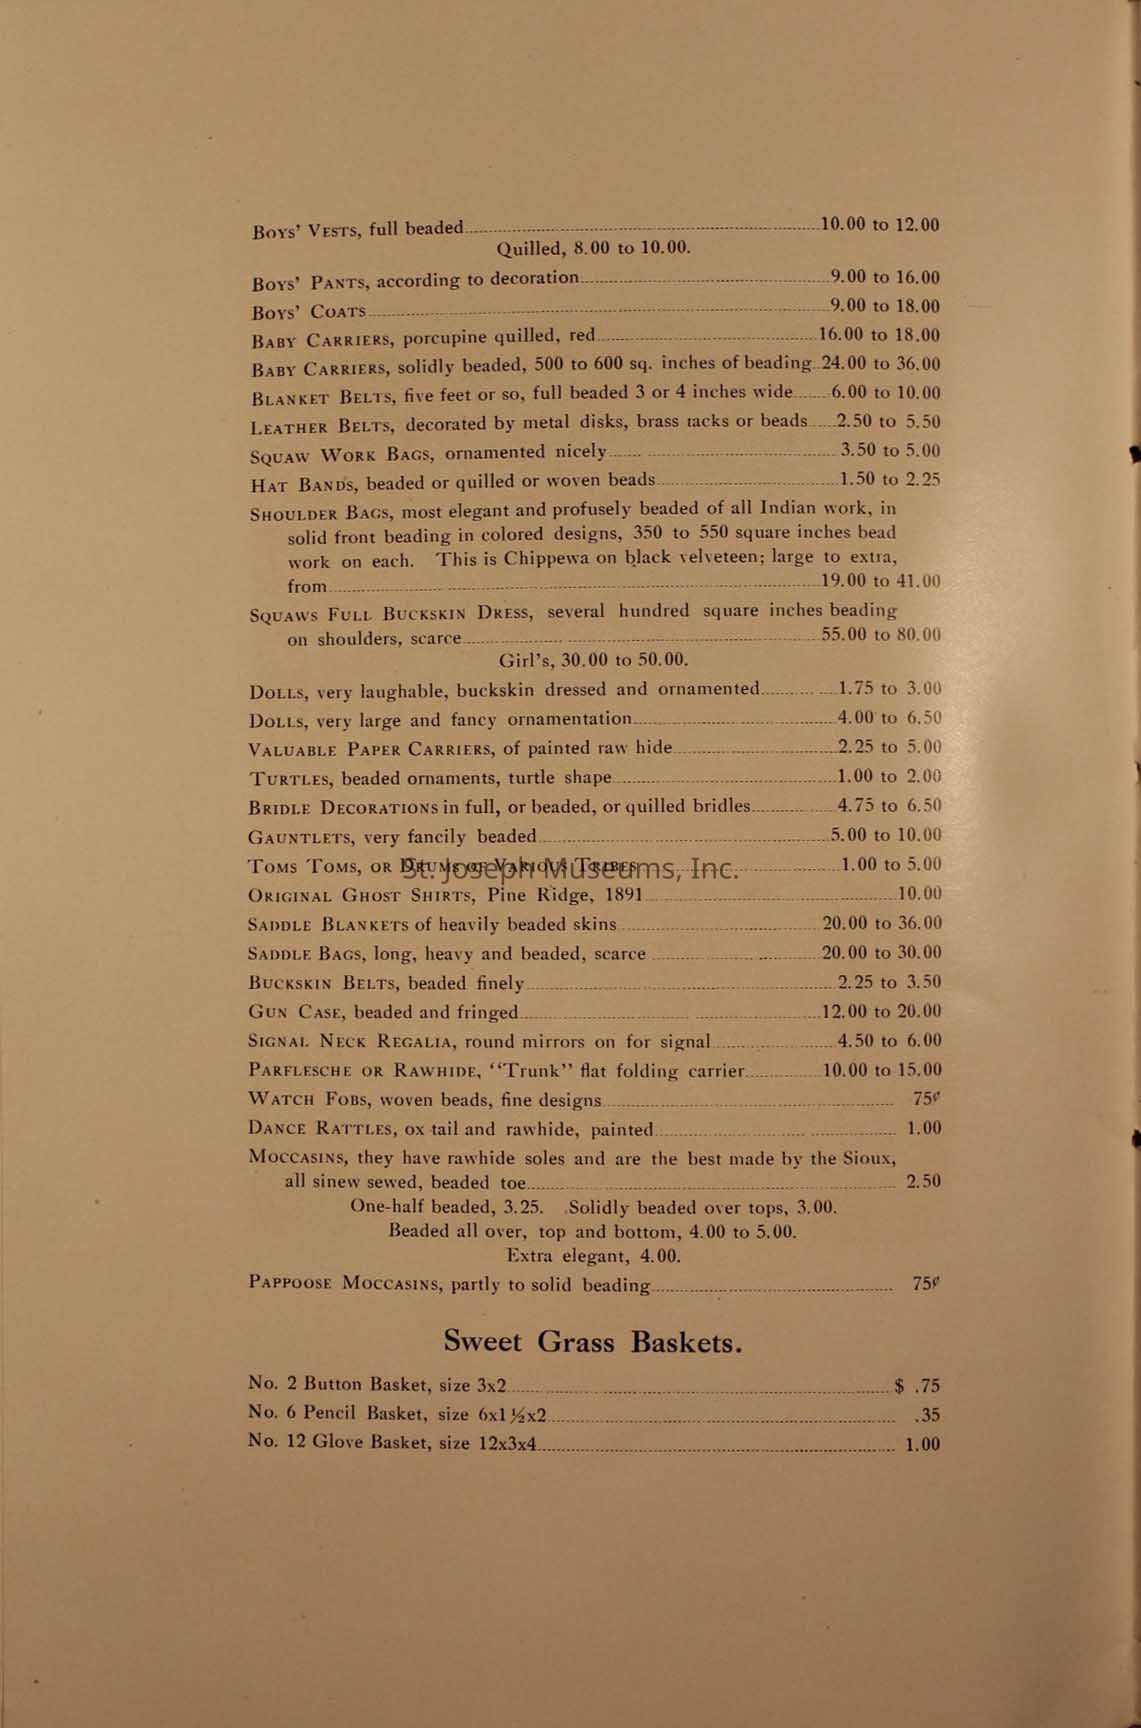 Boys' Vests, full beaded 10.00 to 12.00
Quilled, 8.00 to 10.00.
Boys' Pants, according to decoration 9.00 to 16.00
Boys' Coats 9.00 to 18.00
Baby Carriers, porcupine quilled, red 16.00 to 18.00
Baby Carriers, solidly beaded, 500 to 600 sq. inches of beading 24.00 to 36.00
Blanket Belts, five feet or so, full beaded 3 or 4 inches wide 6.00 to 10.00
Leather Belts, decorated by metal disks, brass tacks or beads 2.50 to 5.50
Squaw Work Bags, ornamented nicely 3.50 to 5.00
Hat Bands, beaded or quilled or woven beads 1.50 to 2.25
Shoulder Bags, most elegant and profusely beaded of all Indian work, in
solid front beading in colored designs, 350 to 550 square inches bead
work on each. This is Chippewa on black velveteen; large to extra,
from 19.00 to 41.00
Squaws Full Buckskin Dress, several hundred square inches beading
on shoulders, scarce 55.00 to 80.00
Girl's, 30.00 to 50.00.
Dolls, very laughable, buckskin dressed and ornamented 1.75 to 3.00
Dolls, very large and fancy ornamentation 4.00 to 6.50
Valuable Paper Carriers, of painted raw hide 2.25 to 5.00
Turtles, beaded ornaments, turtle shape 1.00 to 2.00
Bridle Decorations in full, or beaded, or quilled bridles 4.75 to 6.50
Gauntlets, very fancily beaded 5.00 to 10.00
Toms Toms, or Drums of Various Tribes 1.00 to 5.00
St. Joseph Museums, Inc.
Original Ghost Shirts, Pine Ridge, 1891 10.00
Saddle Blankets of heavily beaded skins 20.00 to 36.00
Saddle Bags, long, heavy and beaded, scarce 20.00 to 30.00
Buckskin Belts, beaded finely 2.25 to 3.50
Gun Case, beaded and fringed 12.00 to 20.00
Signal Neck Regalia, round mirrors on for signal 4.50 to 6.00
Parflesche or Rawhide, "Trunk" flat folding carrier 10.00 to 15.00
Watch Fobs, woven beads, fine designs 75¢
Dance Rattles, ox tail and rawhide, painted 1.00
Moccasins, they have rawhide soles and are the best made by the Sioux,
all sinew sewed, beaded toe 2.50
One-half beaded, 3.25. Solidly beaded over tops, 3.00.
Beaded all over, top and bottom, 4.00 to 5.00.
Extra elegant, 4.00.
Pappoose Moccasins, partly to solid beading 75¢
Sweet Grass Baskets.
No. 2 Button Basket, size 3x2 $ .75
No. 6 Pencil Basket, size 6x1½x2 .35
No. 12 Glove Basket, size 12x3x4 1.00